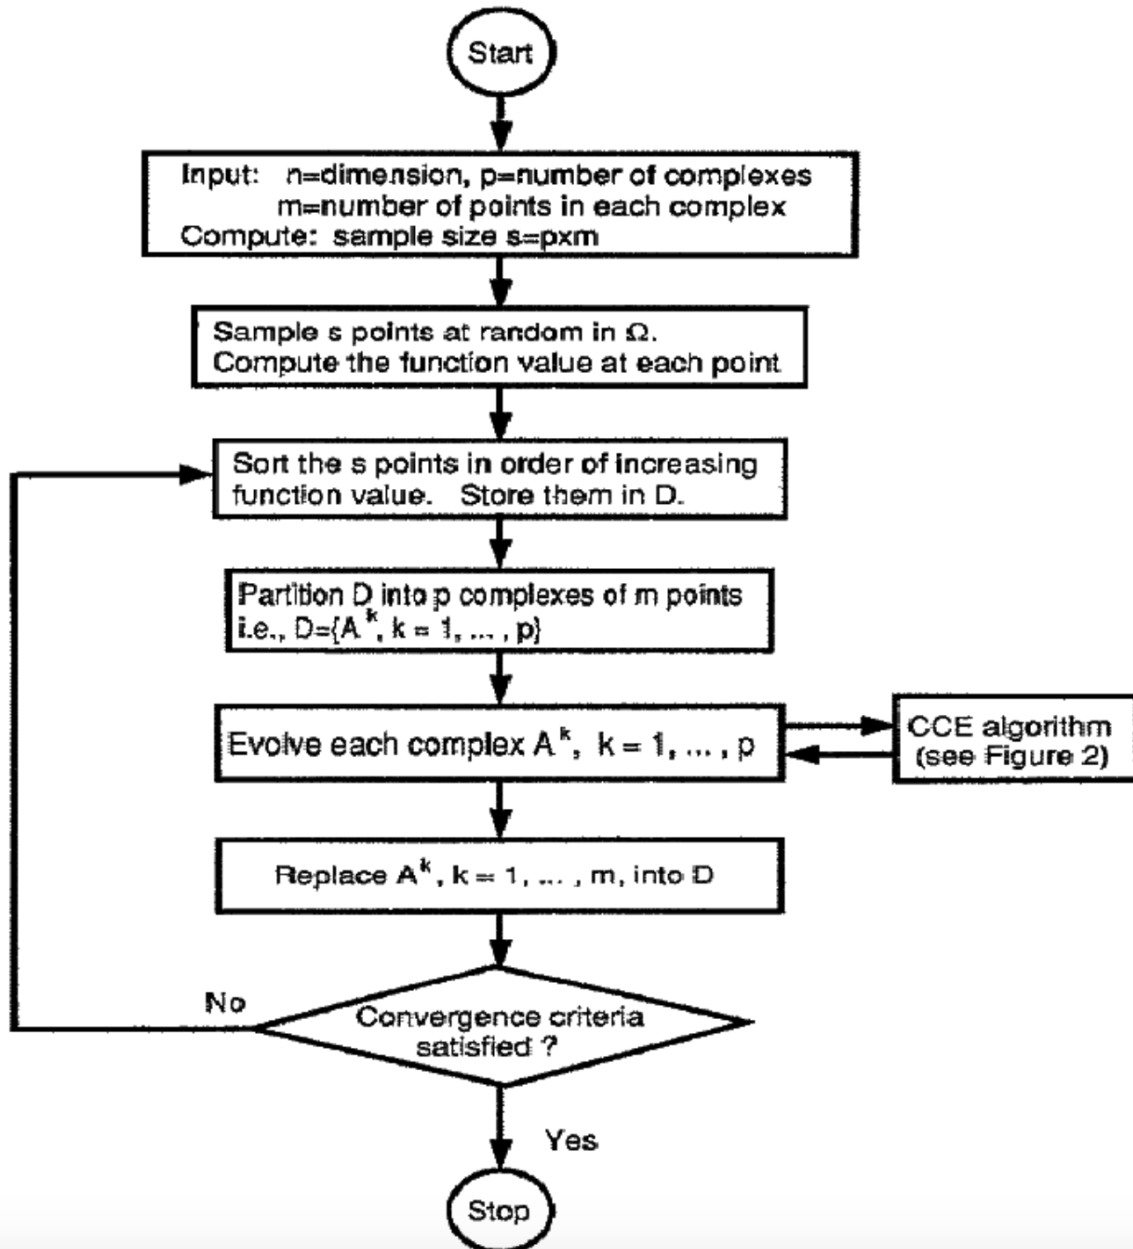 Start
Input: n=dimension, p=number of complexes
m=number of points in each complex
Compute: sample size s=pxm
Sample s points at random in Ω.
Compute the function value at each point
Sort the s points in order of increasing
function value. Store them in D.
Partition D into p complexes of m points
i.e., D={A^k, k = 1, ... , p}
Evolve each complex A^k, k = 1, ... , p
CCE algorithm
(see Figure 2)
Replace A^k, k = 1, ... , m, into D
No
Convergence criteria
satisfied ?
Yes
Stop